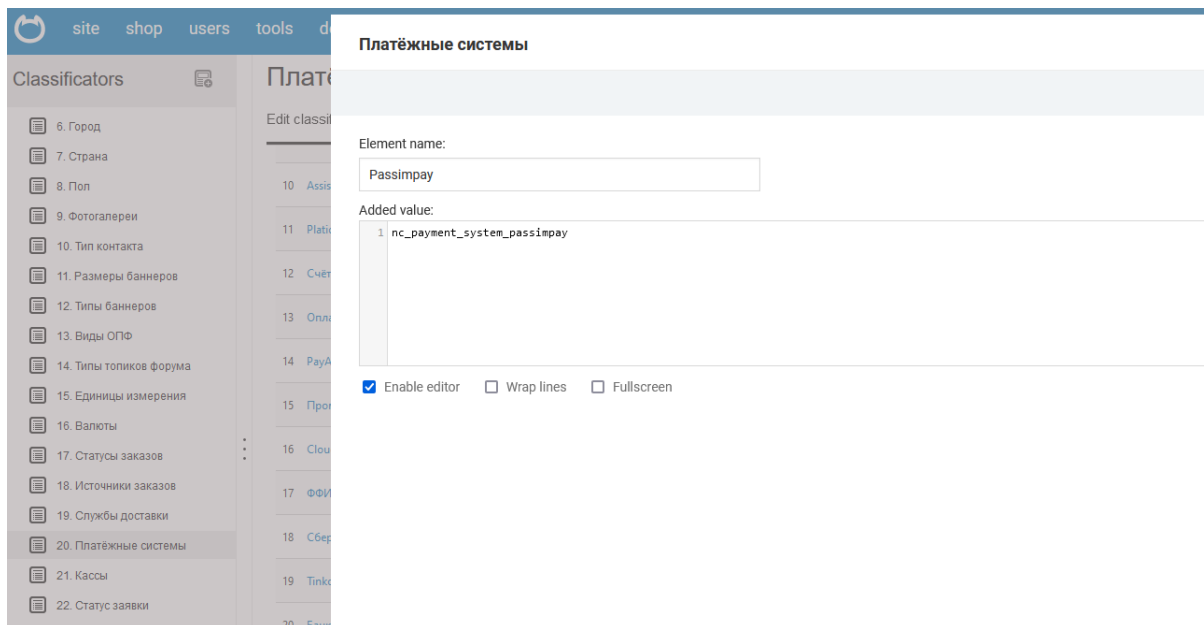 site shop users tools
Платёжные системы
Classificators
Edit
Element name:
Passimpay
Added value:
1 nc_payment_system_passimpay
Enable editor Wrap lines Fullscreen
6. Город
7. Страна
8. Пол
9. Фотогалереи
10. Тип контакта
11. Размеры баннеров
12. Типы баннеров
13. Виды ОПФ
14. Типы топиков форума
15. Единицы измерения
16. Валюты
17. Статусы заказов
18. Источники заказов
19. Службы доставки
20. Платёжные системы
21. Кассы
22. Статус заявки
10
11
12
13
14
15
16
17
18
19